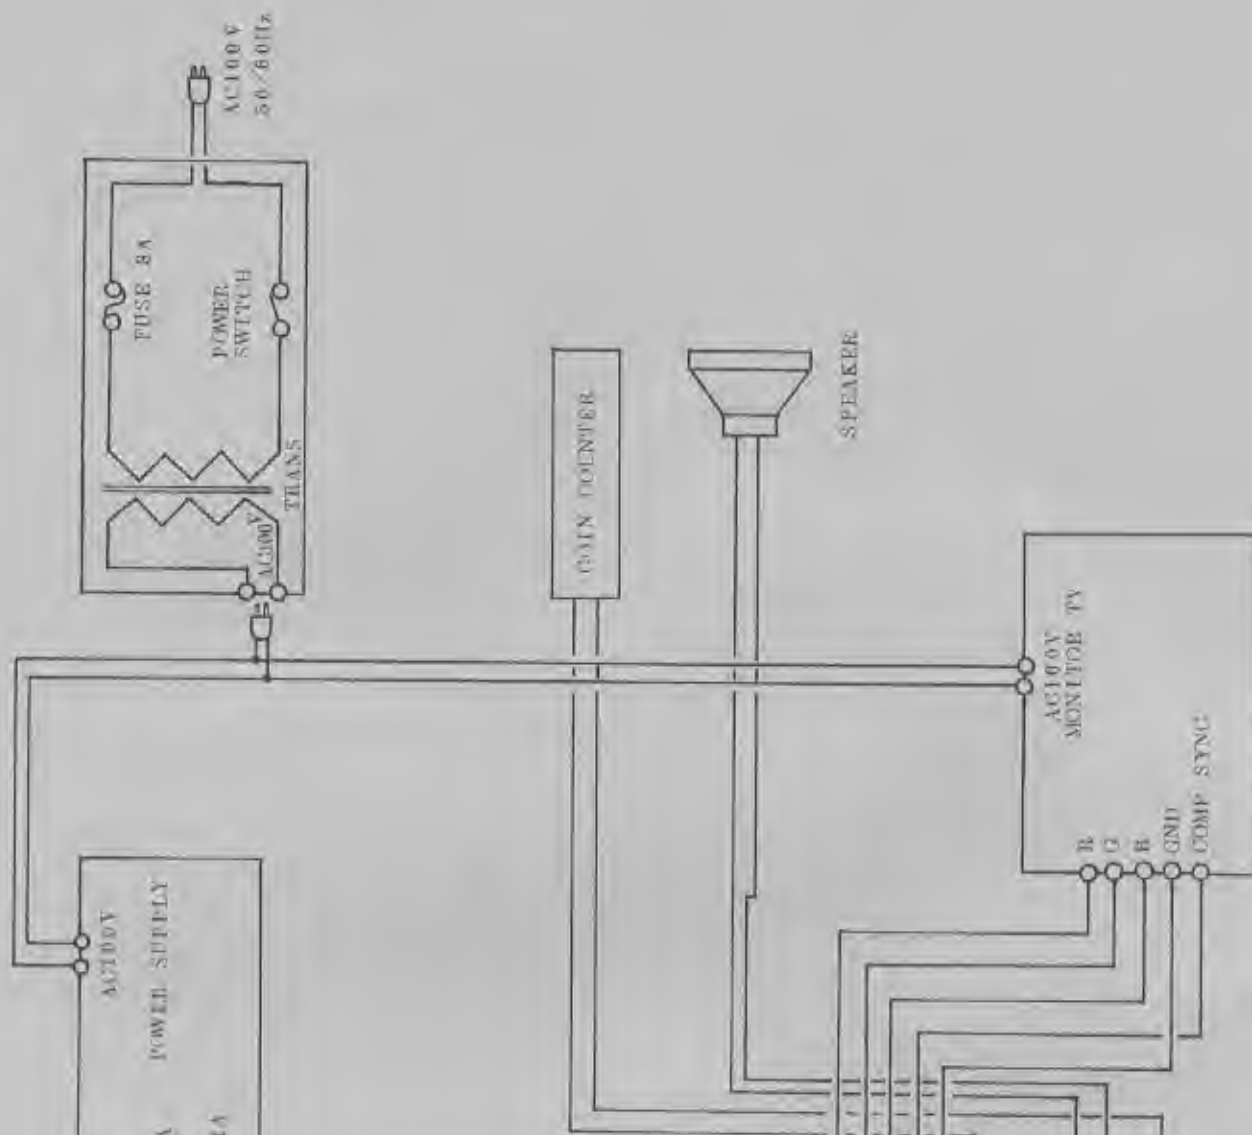 AC100V
50/60Hz
FUSE 3A
POWER
SWITCH
TRANS
AC100V
COIN COUNTER
SPEAKER
AC100V
MONITOR TV
R
G
B
GND
COMP SYNC
AC100V
POWER SUPPLY